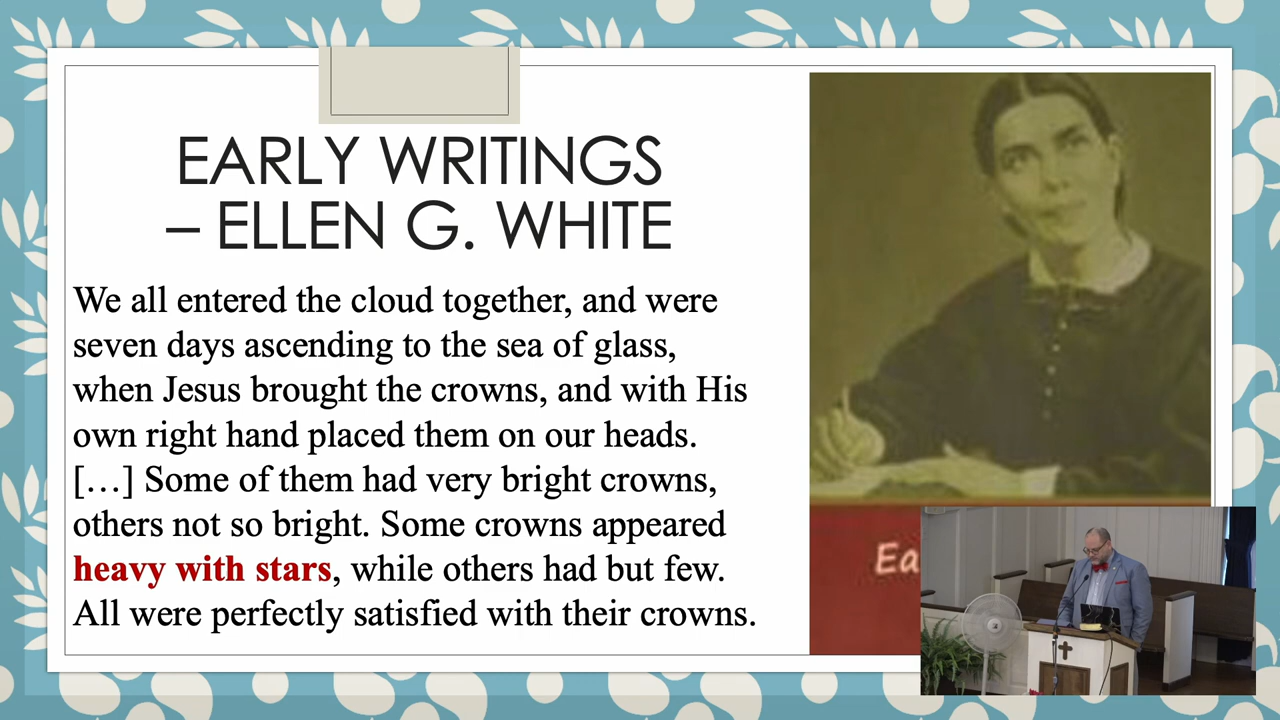 EARLY WRITINGS
– ELLEN G. WHITE
We all entered the cloud together, and were
seven days ascending to the sea of glass,
when Jesus brought the crowns, and with His
own right hand placed them on our heads.
[…] Some of them had very bright crowns,
others not so bright. Some crowns appeared
heavy with stars, while others had but few.
All were perfectly satisfied with their crowns.
Ea